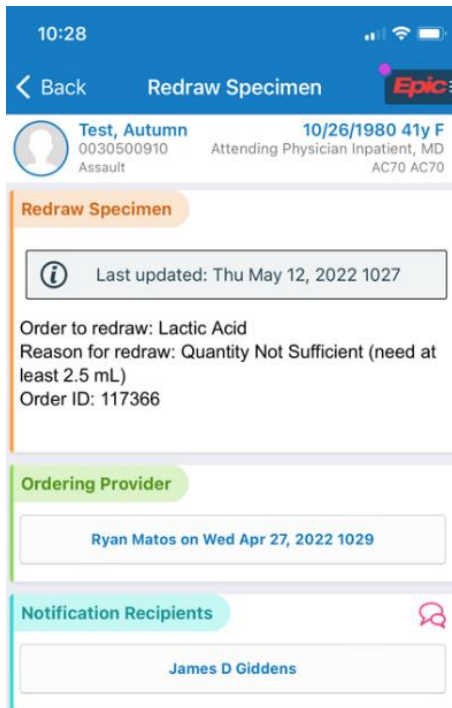 10:28
Back Redraw Specimen Epic
Test, Autumn 10/26/1980 41y F
0030500910 Attending Physician Inpatient, MD
Assault AC70 AC70
Redraw Specimen
Last updated: Thu May 12, 2022 1027
Order to redraw: Lactic Acid
Reason for redraw: Quantity Not Sufficient (need at
least 2.5 mL)
Order ID: 117366
Ordering Provider
Ryan Matos on Wed Apr 27, 2022 1029
Notification Recipients
James D Giddens